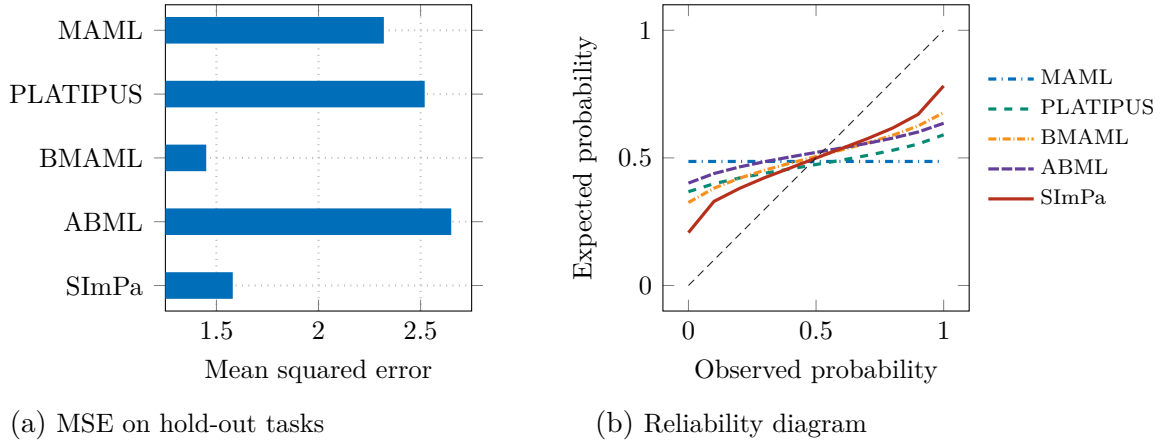 MAML
PLATIPUS
BMAML
ABML
SImPa
1.5 2 2.5
Mean squared error
(a) MSE on hold-out tasks
Expected probability
1
0.5
0
0 0.5 1
Observed probability
MAML
PLATIPUS
BMAML
ABML
SImPa
(b) Reliability diagram